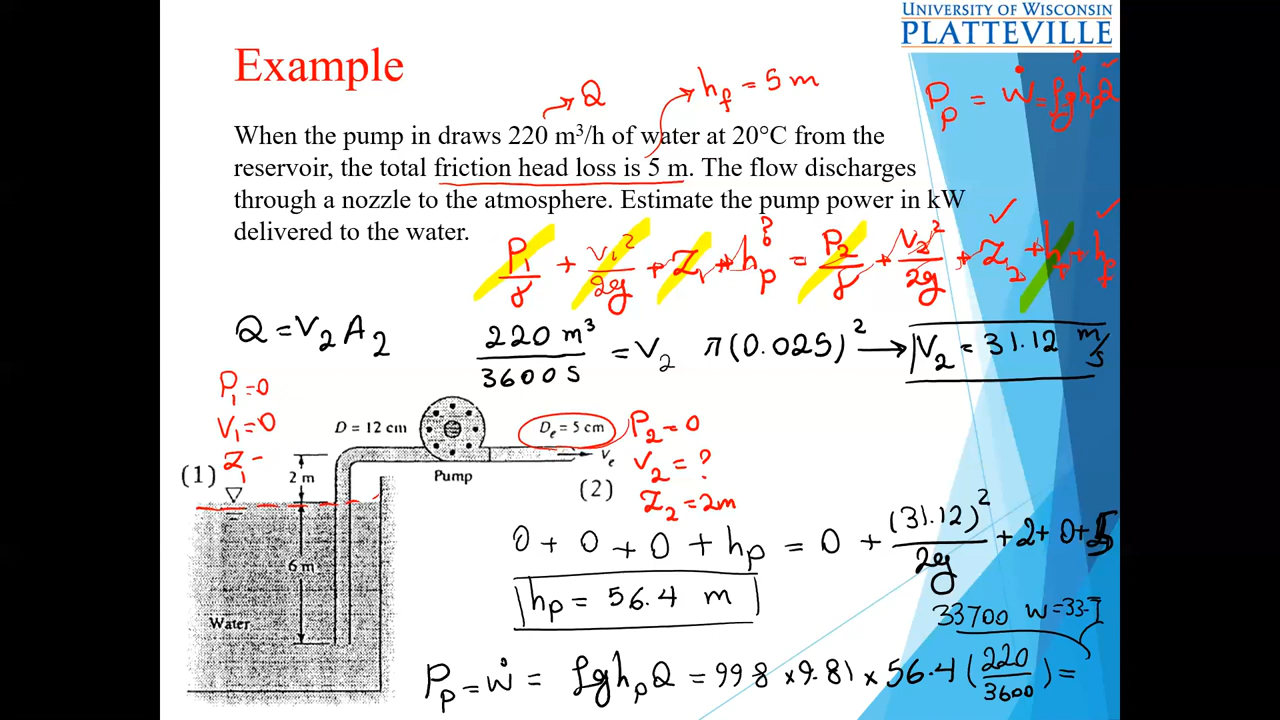 UNIVERSITY OF WISCONSIN
PLATTEVILLE
Example
Q
h_f = 5 m
P_p = Ẇ = ρgh_pQ
When the pump in draws 220 m³/h of water at 20°C from the
reservoir, the total friction head loss is 5 m. The flow discharges
through a nozzle to the atmosphere. Estimate the pump power in kW
delivered to the water.
P₁/γ + V₁²/2g + Z₁ + h_p = P₂/γ + V₂²/2g + Z₂ + h_t + h_f
?
Q = V₂A₂
220 m³/3600 s = V₂ π(0.025)² → V₂ = 31.12 m/s
P₁ = 0
V₁ = 0
Z₁ =
(1)
D = 12 cm
D_e = 5 cm
V_e
2 m
Pump
(2)
P₂ = 0
V₂ = ?
Z₂ = 2m
6 m
Water
0 + 0 + 0 + h_p = 0 + (31.12)²/2g + 2 + 0 + 5
h_p = 56.4 m
33700 W = 33.7
P_p = Ẇ = ρgh_pQ = 998 × 9.81 × 56.4 (220/3600) =